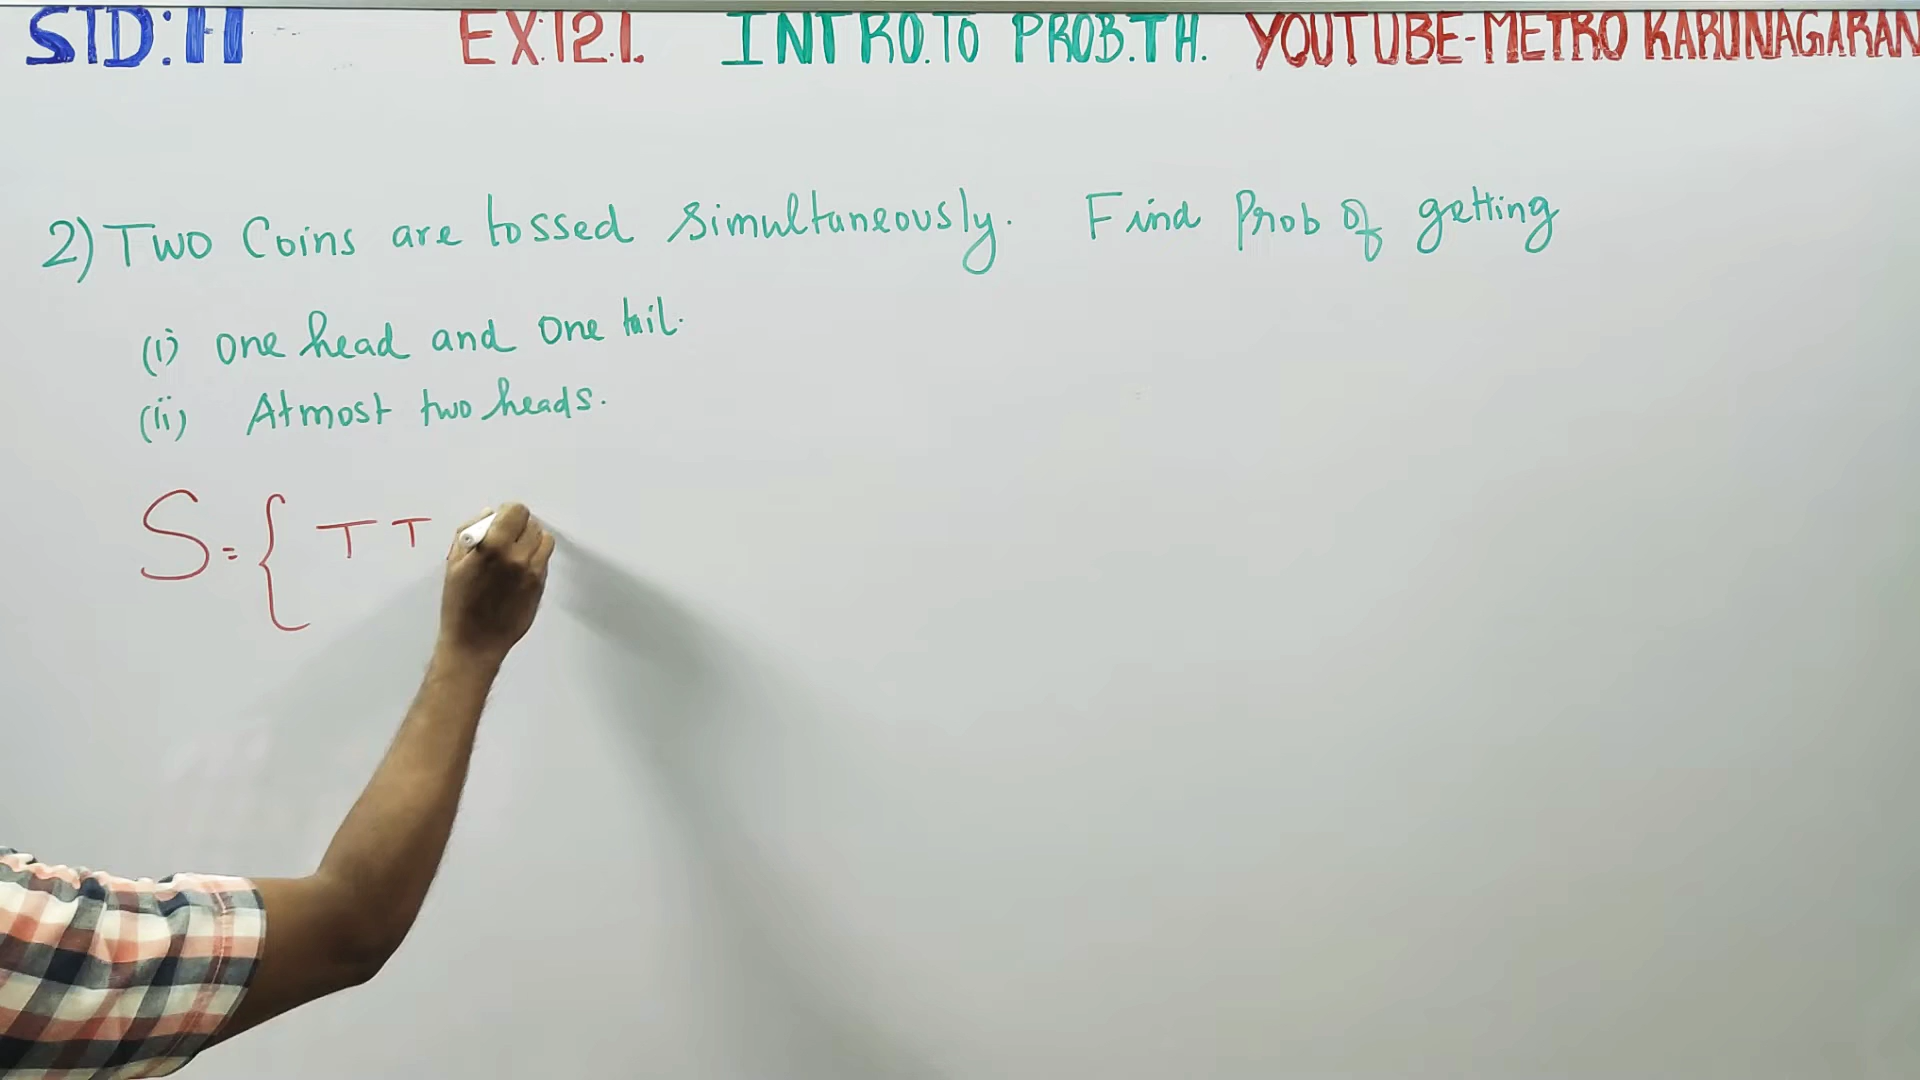 STD:11 EX:12.1. INTRO.TO PROB.TH. YOUTUBE-METRO KARUNAGARAN
2) Two Coins are tossed simultaneously. Find Prob of getting
(i) one head and one tail.
(ii) Atmost two heads.
S = { T T